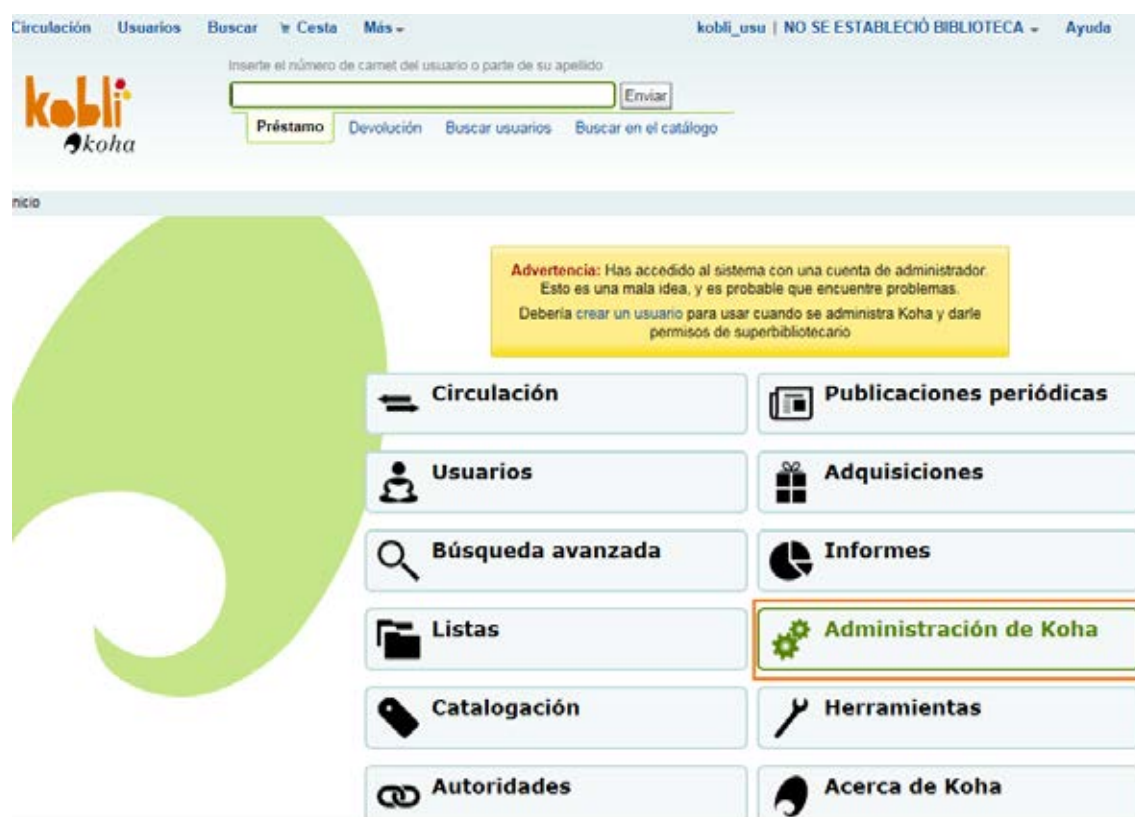 Circulación Usuarios Buscar Cesta Más
kobli_usu | NO SE ESTABLECIÓ BIBLIOTECA Ayuda
kobli
koha
Inserte el número de carnet del usuario o parte de su apellido
Enviar
Préstamo Devolución Buscar usuarios Buscar en el catálogo
nicio
Advertencia: Has accedido al sistema con una cuenta de administrador.
Esto es una mala idea, y es probable que encuentre problemas.
Debería crear un usuario para usar cuando se administra Koha y darle
permisos de superbibliotecario
Circulación
Publicaciones periódicas
Usuarios
Adquisiciones
Búsqueda avanzada
Informes
Listas
Administración de Koha
Catalogación
Herramientas
Autoridades
Acerca de Koha